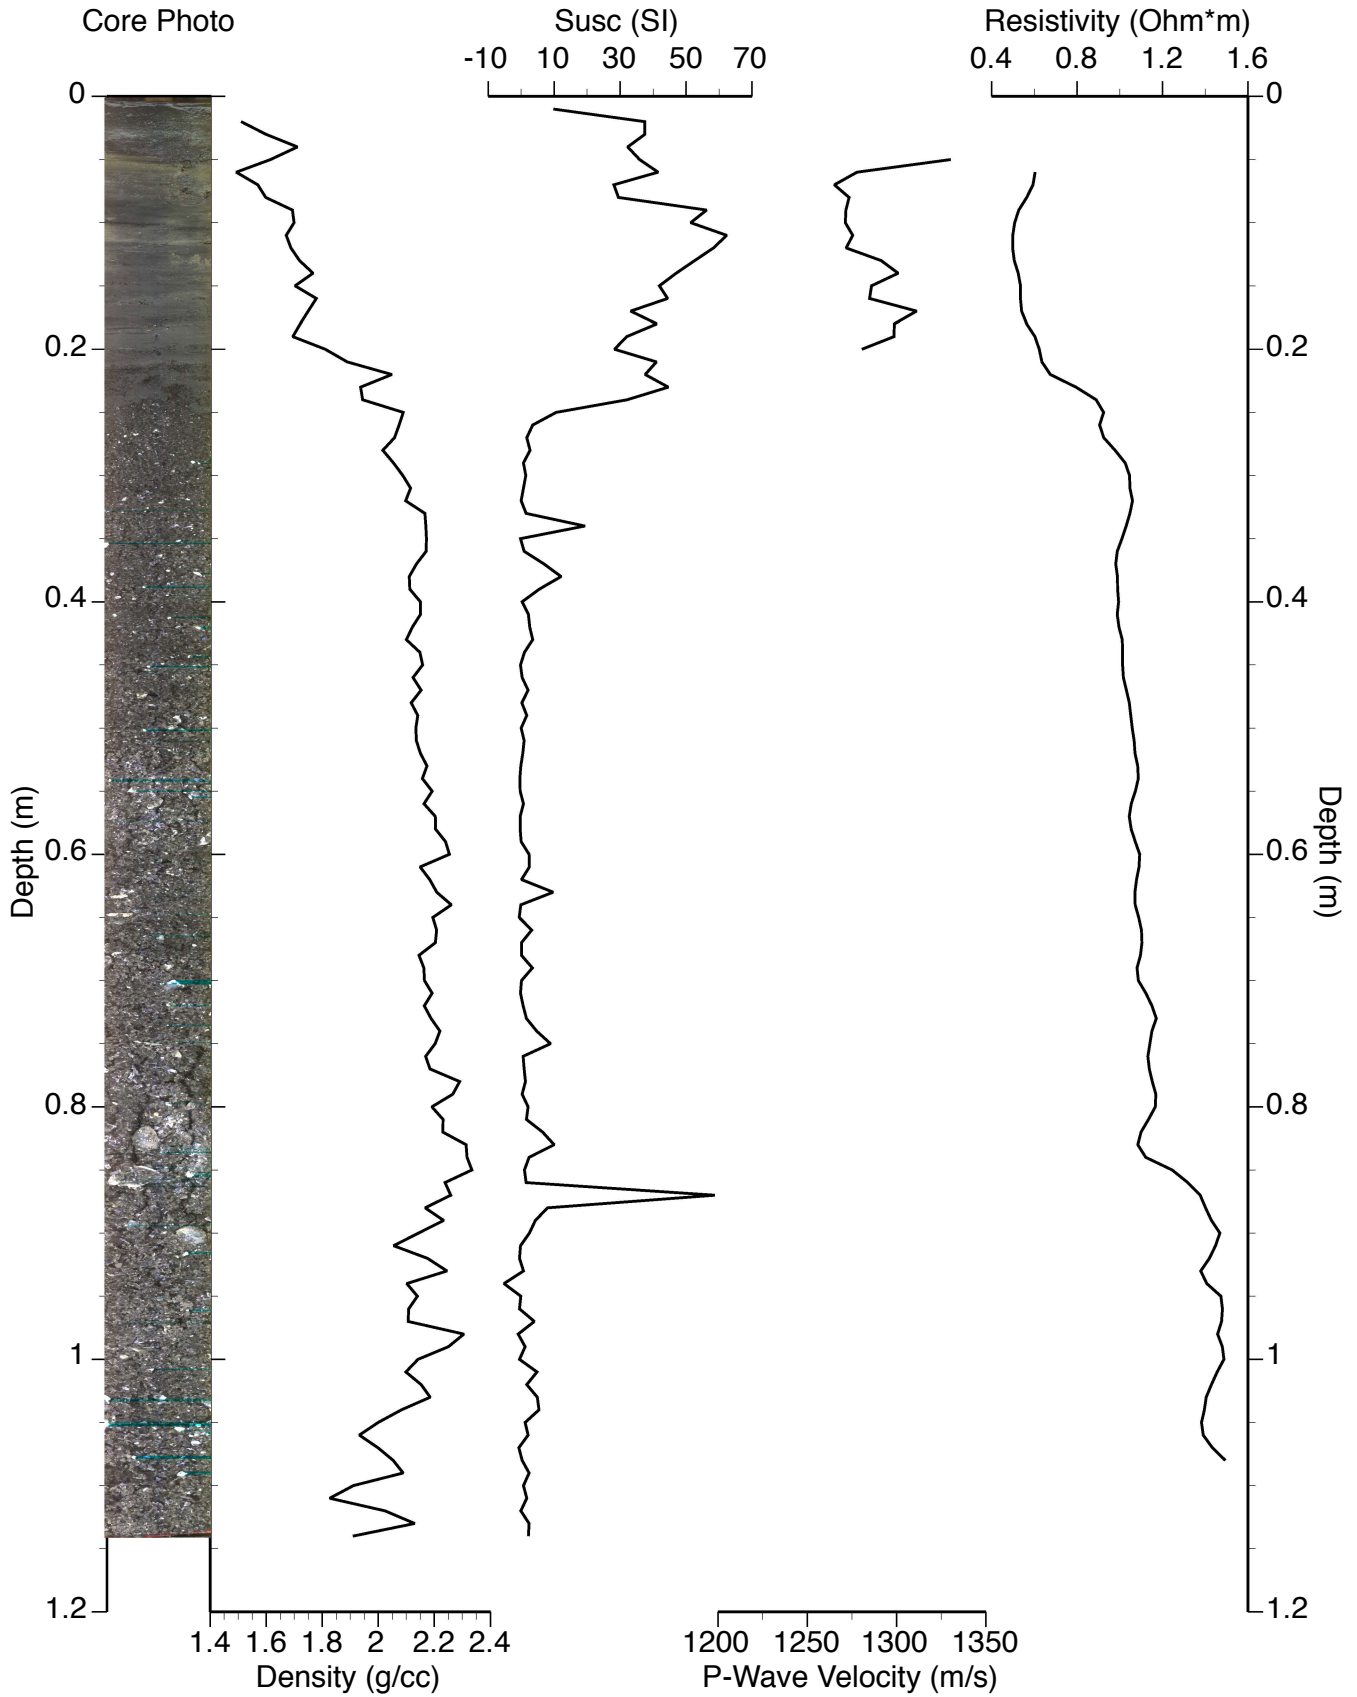 Core Photo
Susc (SI)
Resistivity (Ohm*m)
-10 10 30 50 70
0.4 0.8 1.2 1.6
0
0
0.2
0.2
0.4
0.4
Depth (m)
Depth (m)
0.6
0.6
0.8
0.8
1
1
1.2
1.2
1.4 1.6 1.8 2 2.2 2.4
1200 1250 1300 1350
Density (g/cc)
P-Wave Velocity (m/s)